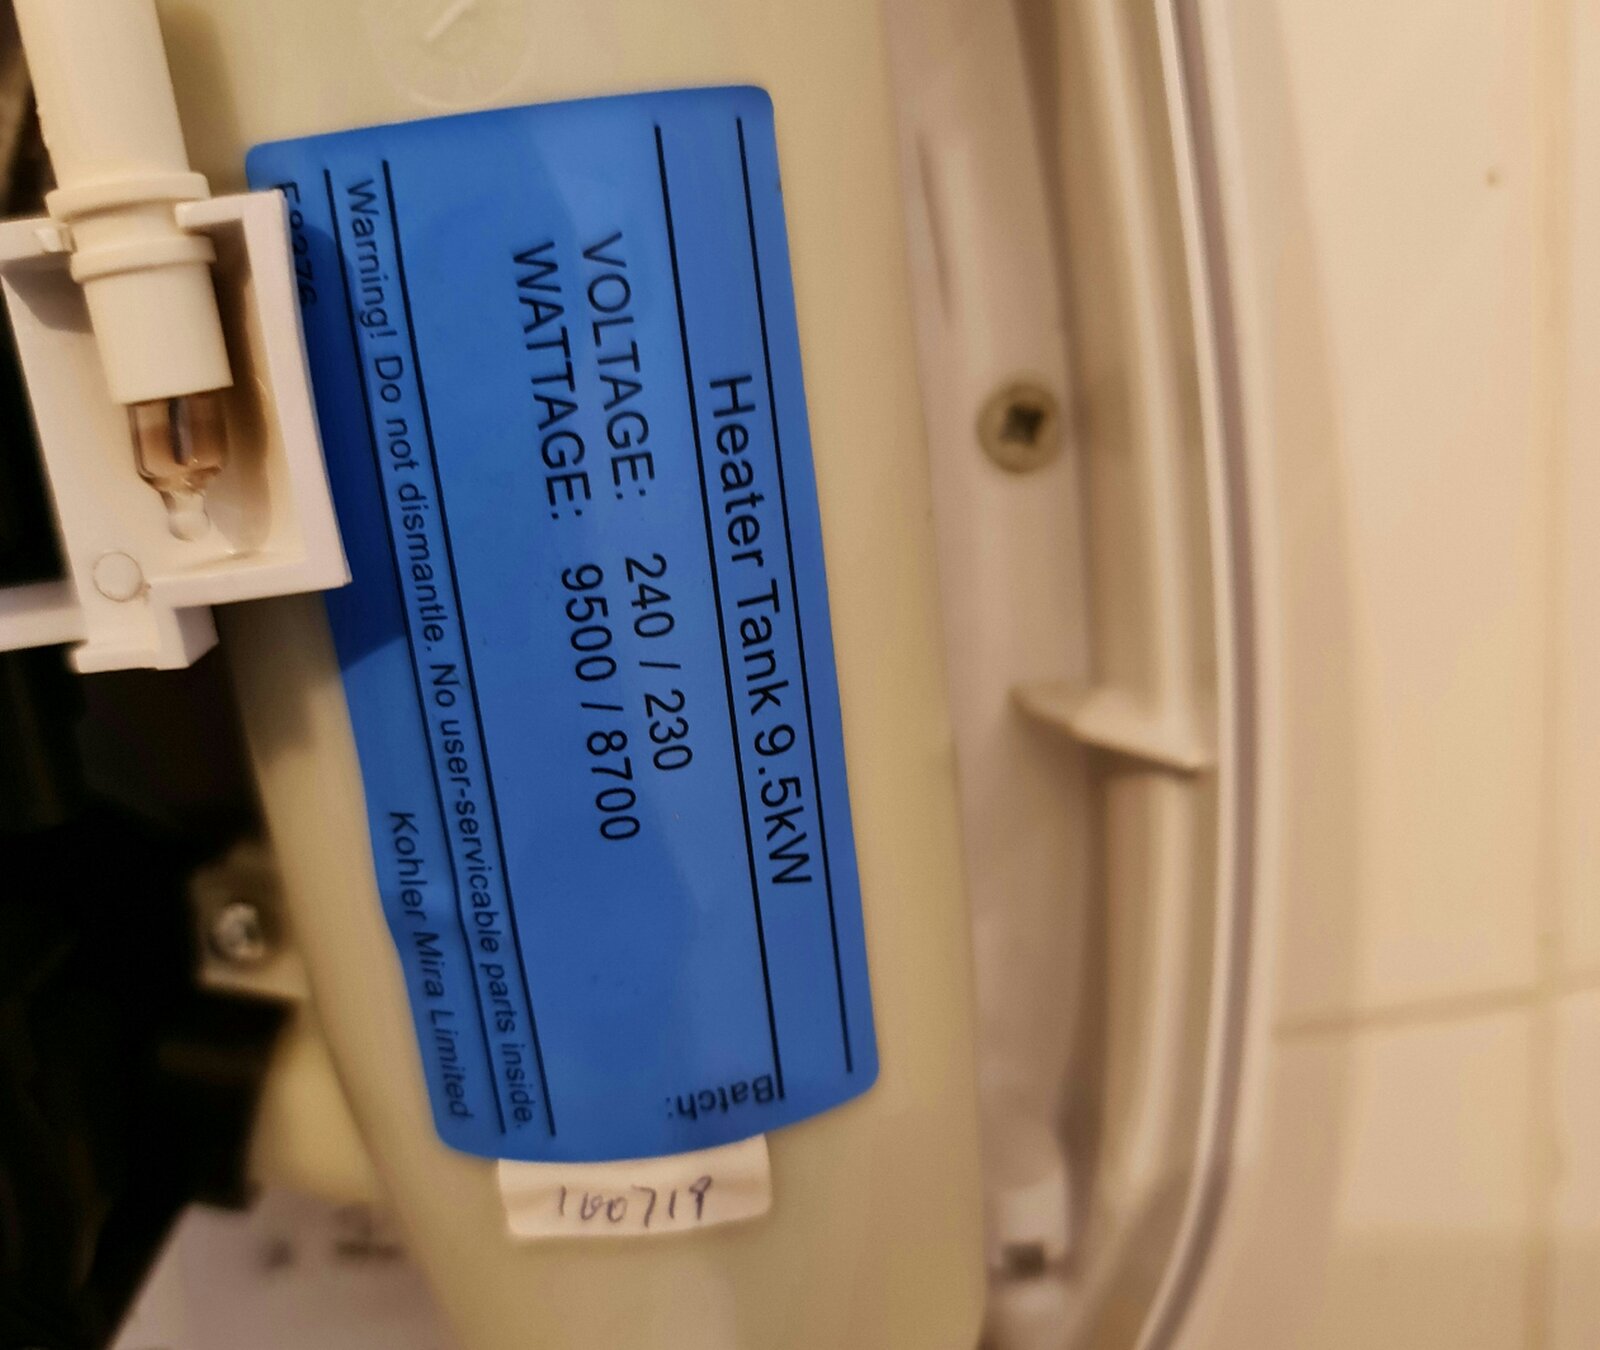 Heater Tank 9.5kW
VOLTAGE: 240 / 230
WATTAGE: 9500 / 8700
Warning! Do not dismantle. No user-servicable parts inside.
Kohler Mira Limited
Batch: